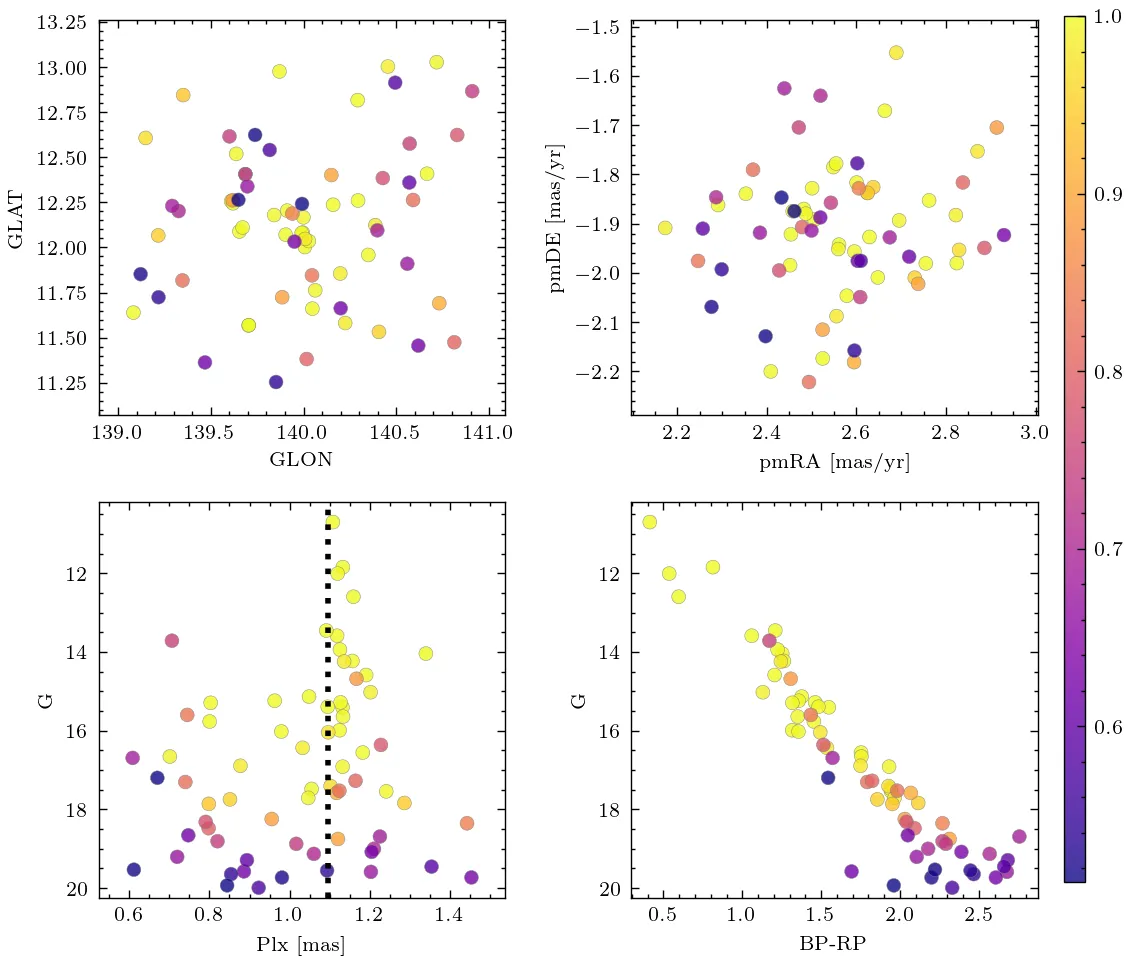 13.25
13.00
12.75
12.50
12.25
12.00
11.75
11.50
11.25
GLAT
139.0 139.5 140.0 140.5 141.0
GLON
−1.5
−1.6
−1.7
−1.8
−1.9
−2.0
−2.1
−2.2
pmDE [mas/yr]
2.2 2.4 2.6 2.8 3.0
pmRA [mas/yr]
1.0
0.9
0.8
0.7
0.6
12
14
16
18
20
G
0.6 0.8 1.0 1.2 1.4
Plx [mas]
12
14
16
18
20
G
0.5 1.0 1.5 2.0 2.5
BP-RP